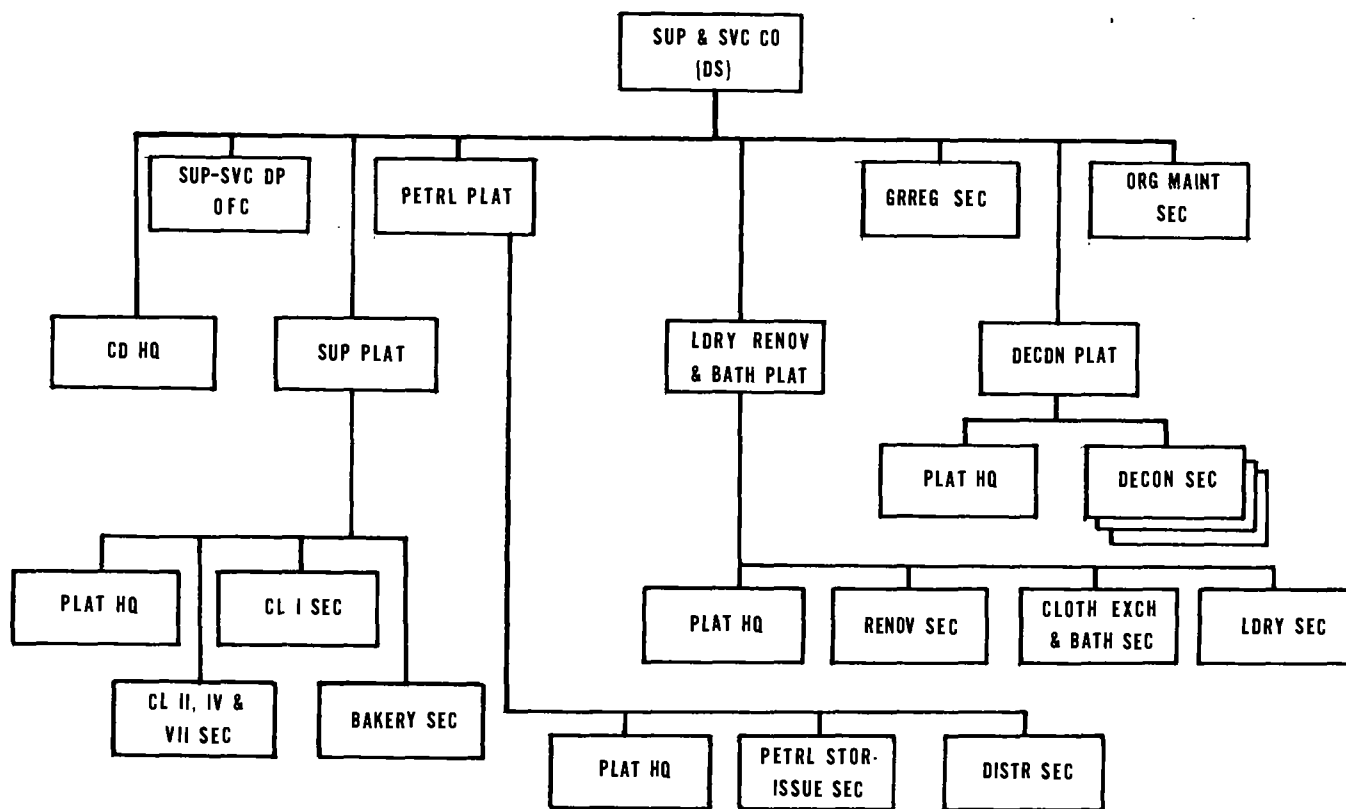 SUP & SVC CO
(DS)
SUP-SVC DP
OFC
PETRL PLAT
GRREG SEC
ORG MAINT
SEC
CD HQ
SUP PLAT
LDRY RENOV
& BATH PLAT
DECDN PLAT
PLAT HQ
DECON SEC
PLAT HQ
CL I SEC
PLAT HQ
RENOV SEC
CLOTH EXCH
& BATH SEC
LDRY SEC
CL II, IV &
VII SEC
BAKERY SEC
PLAT HQ
PETRL STOR-
ISSUE SEC
DISTR SEC